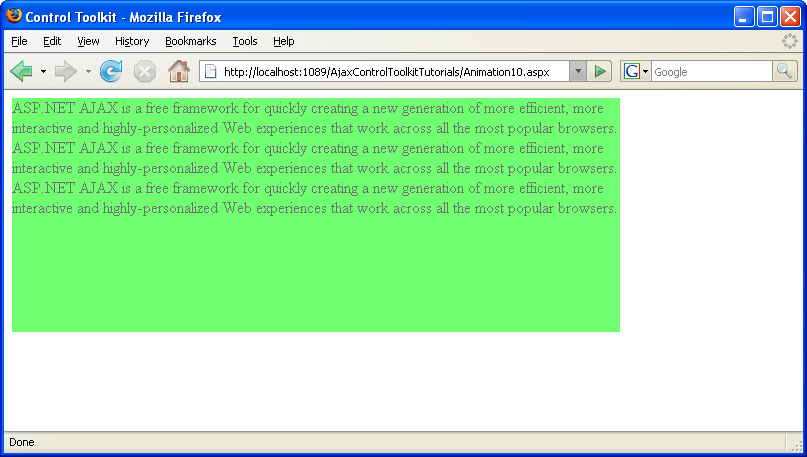 Control Toolkit - Mozilla Firefox
File Edit View History Bookmarks Tools Help
http://localhost:1089/AjaxControlToolkitTutorials/Animation10.aspx G Google
ASP.NET AJAX is a free framework for quickly creating a new generation of more efficient, more
interactive and highly-personalized Web experiences that work across all the most popular browsers.
ASP.NET AJAX is a free framework for quickly creating a new generation of more efficient, more
interactive and highly-personalized Web experiences that work across all the most popular browsers.
ASP.NET AJAX is a free framework for quickly creating a new generation of more efficient, more
interactive and highly-personalized Web experiences that work across all the most popular browsers.
Done